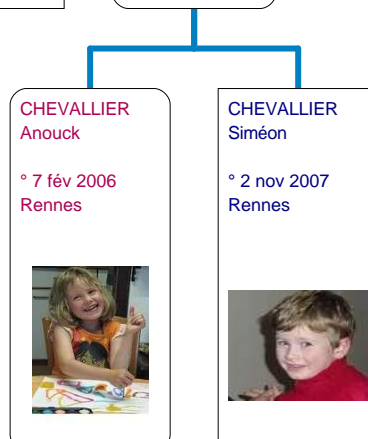 CHEVALLIER
Anouck
° 7 fév 2006
Rennes
CHEVALLIER
Siméon
° 2 nov 2007
Rennes